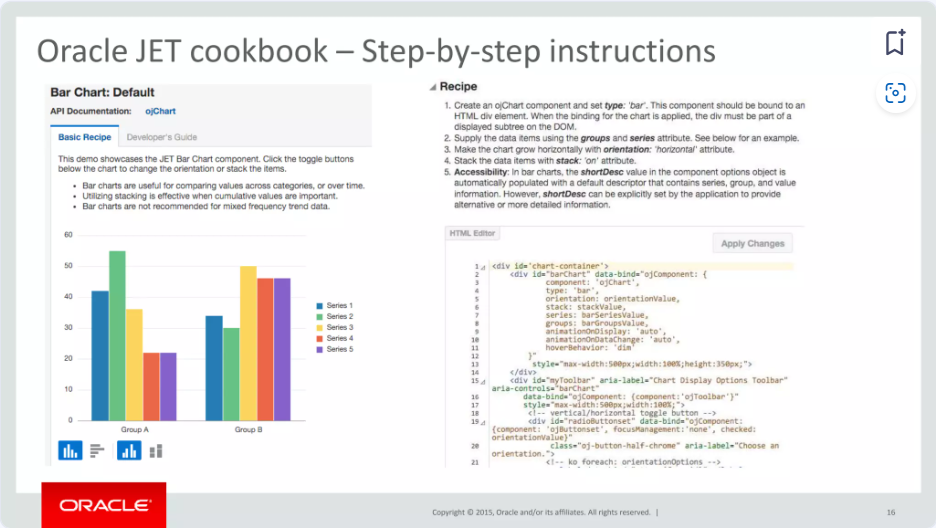 Oracle JET cookbook – Step-by-step instructions
Bar Chart: Default
API Documentation: ojChart
Basic Recipe
Developer's Guide
This demo showcases the JET Bar Chart component. Click the toggle buttons
below the chart to change the orientation or stack the items.
• Bar charts are useful for comparing values across categories, or over time.
• Utilizing stacking is effective when cumulative values are important.
• Bar charts are not recommended for mixed frequency trend data.
60
50
40
30
20
10
0
Group A
Group B
Series 1
Series 2
Series 3
Series 4
Series 5
Recipe
1. Create an ojChart component and set type: 'bar'. This component should be bound to an
HTML div element. When the binding for the chart is applied, the div must be part of a
displayed subtree on the DOM.
2. Supply the data items using the groups and series attribute. See below for an example.
3. Make the chart grow horizontally with orientation: 'horizontal' attribute.
4. Stack the data items with stack: 'on' attribute.
5. Accessibility: In bar charts, the shortDesc value in the component options object is
automatically populated with a default descriptor that contains series, group, and value
information. However, shortDesc can be explicitly set by the application to provide
alternative or more detailed information.
HTML Editor
Apply Changes
1 <div id='chart-container'>
2 <div id="barChart" data-bind="ojComponent: {
3 component: 'ojChart',
4 type: 'bar',
5 orientation: orientationValue,
6 stack: stackValue,
7 series: barSeriesValue,
8 groups: barGroupsValue,
9 animationOnDisplay: 'auto',
10 animationOnDataChange: 'auto',
11 hoverBehavior: 'dim'
12 }"
13 style="max-width:500px;width:100%;height:350px;">
14 </div>
15 <div id="myToolbar" aria-label="Chart Display Options Toolbar"
aria-controls="barChart"
16 data-bind="ojComponent: {component:'ojToolbar'}"
17 style="max-width:500px;width:100%;">
18 <!-- vertical/horizontal toggle button -->
19 <div id="radioButtonset" data-bind="ojComponent:
{component: 'ojButtonset', focusManagement:'none', checked:
orientationValue}"
20 class="oj-button-half-chrome" aria-label="Choose an
orientation.">
21 <!-- ko foreach: orientationOptions -->
ORACLE®
Copyright © 2015, Oracle and/or its affiliates. All rights reserved. |
16